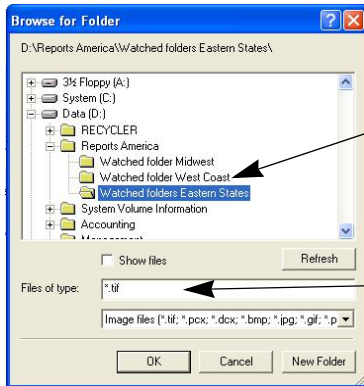 Browse for Folder
D:\Reports America\Watched folders Eastern States\
3½ Floppy (A:)
System (C:)
Data (D:)
RECYCLER
Reports America
Watched folder Midwest
Watched folder West Coast
Watched folders Eastern States
System Volume Information
Accounting
Show files
Refresh
Files of type:
*.tif
Image files (*.tif; *.pcx; *.dcx; *.bmp; *.jpg; *.gif; *.p
OK Cancel New Folder